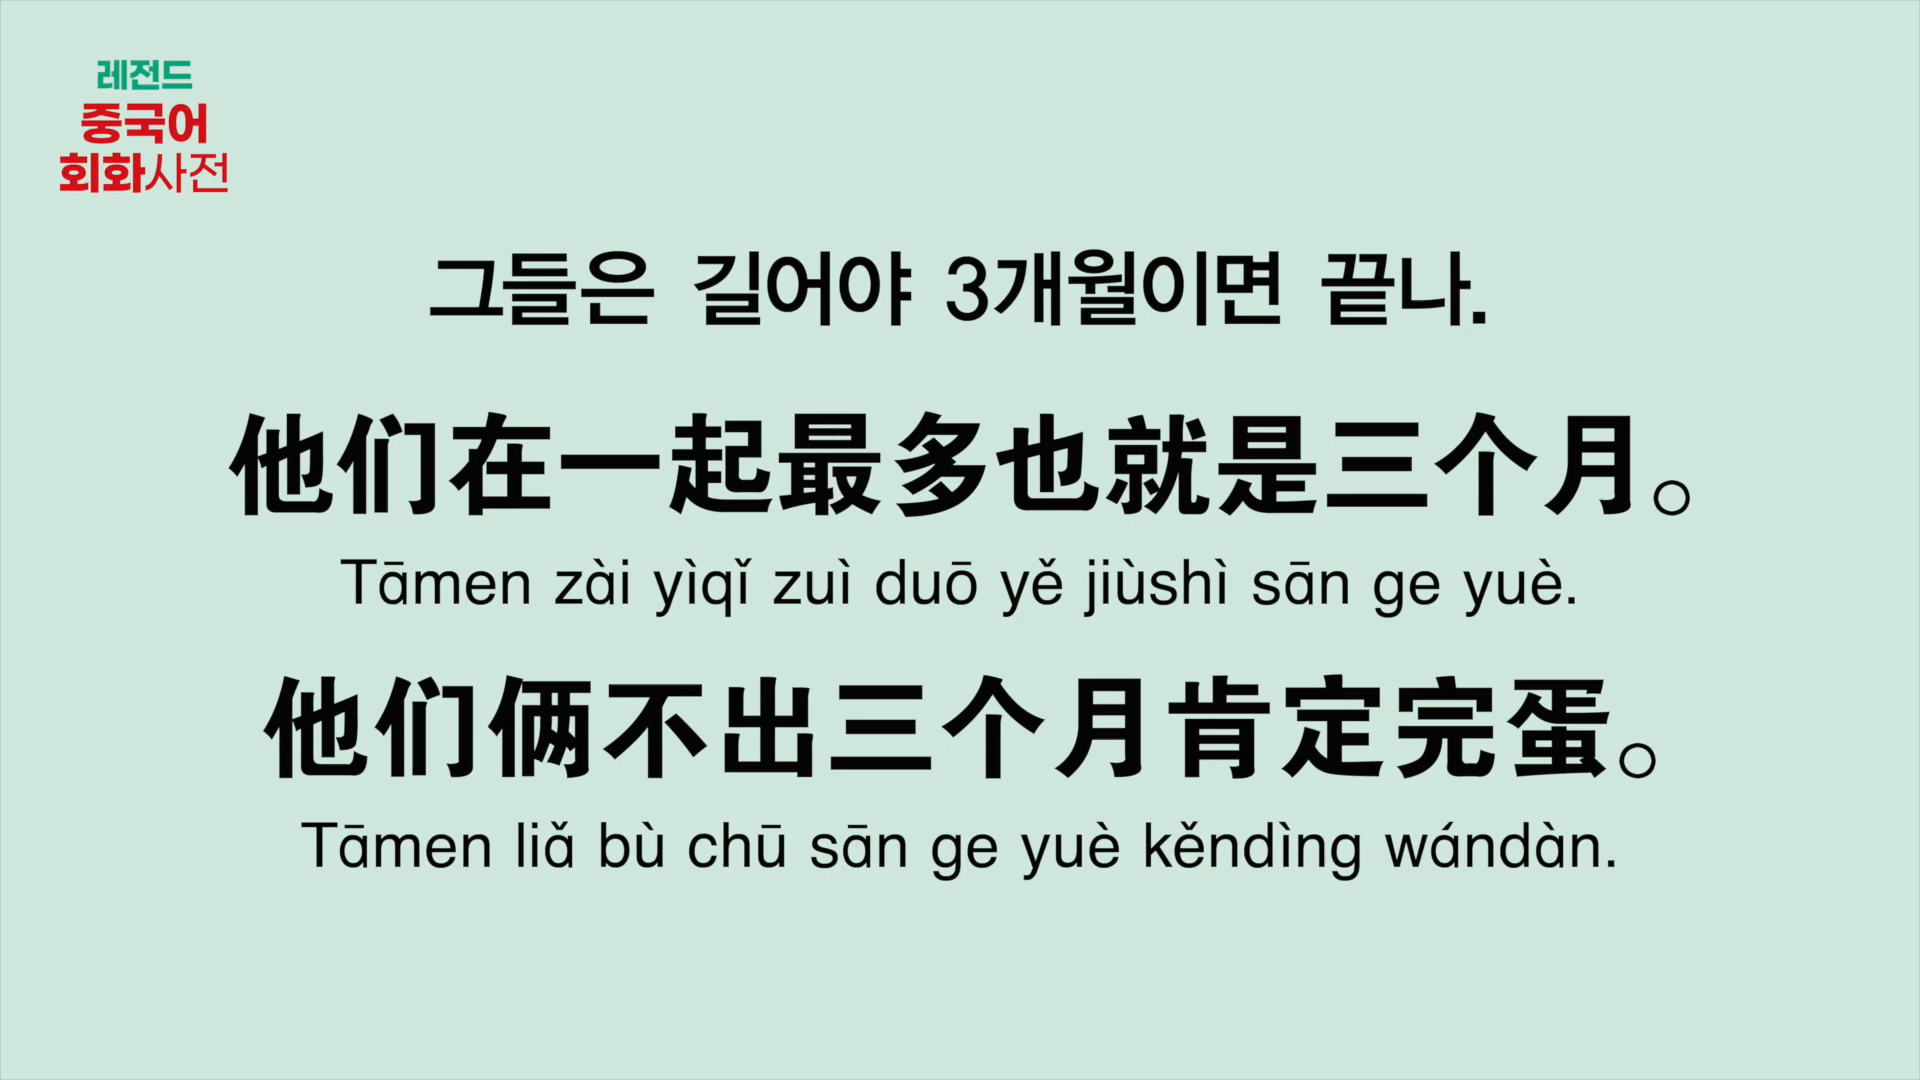 레전드
중국어
회화사전
그들은 길어야 3개월이면 끝나.
他们在一起最多也就是三个月。
Tāmen zài yìqǐ zuì duō yě jiùshì sān ge yuè.
他们俩不出三个月肯定完蛋。
Tāmen liǎ bù chū sān ge yuè kěndìng wándàn.